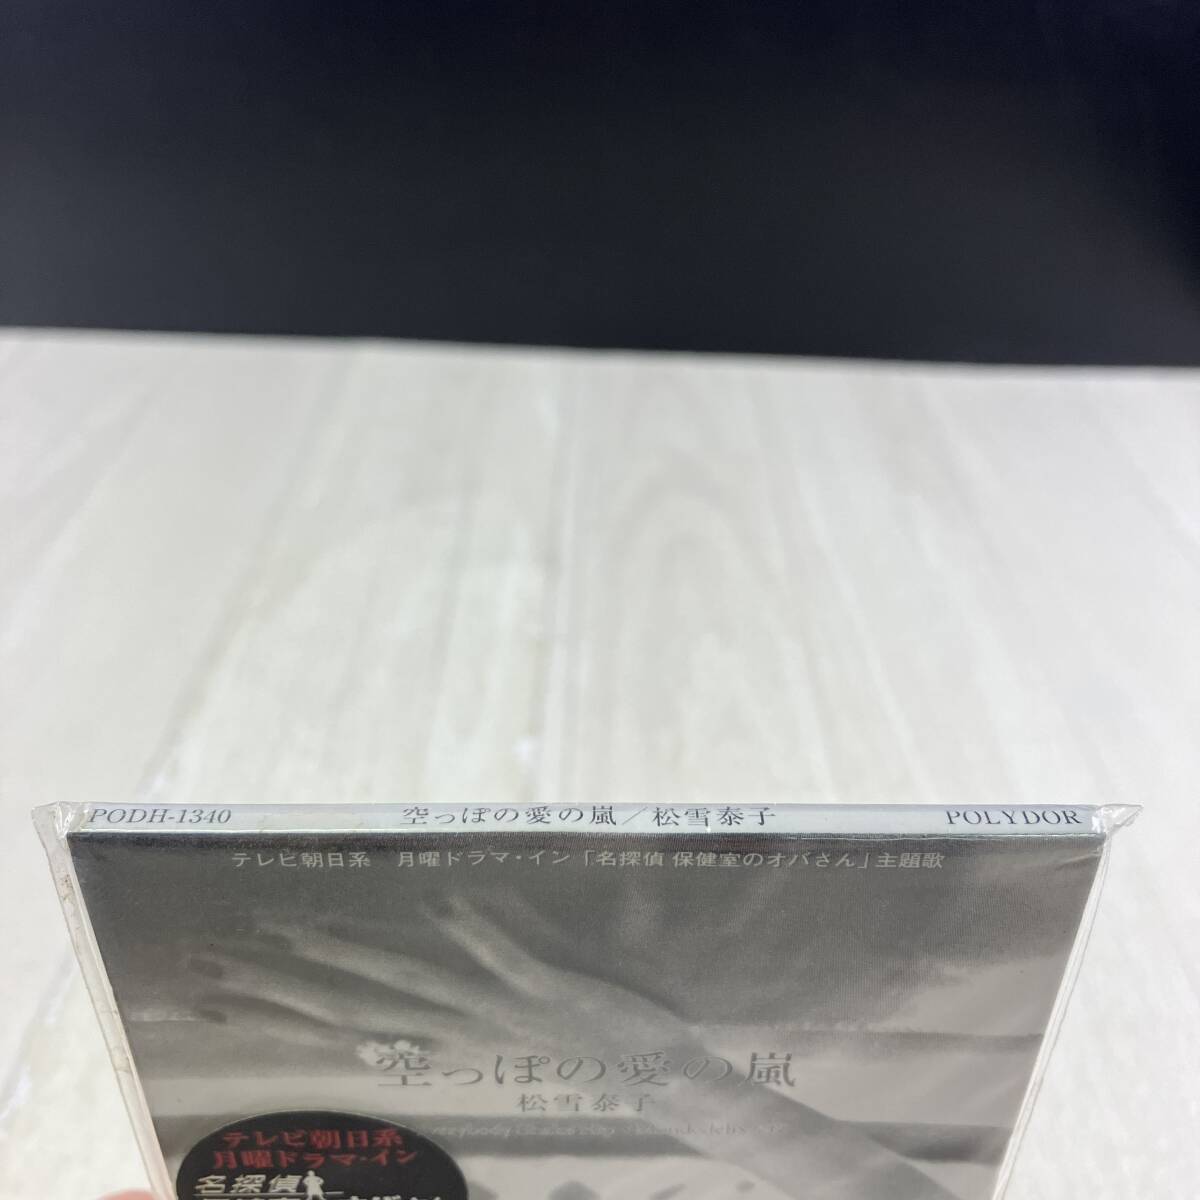 PODH-1340 空っぽの愛の嵐／松雪泰子 POLYDOR
テレビ朝日系 月曜ドラマ・イン「名探偵 保健室のオバさん」主題歌
空っぽの愛の嵐
松雪泰子
テレビ朝日系
月曜ドラマ・イン
名探偵